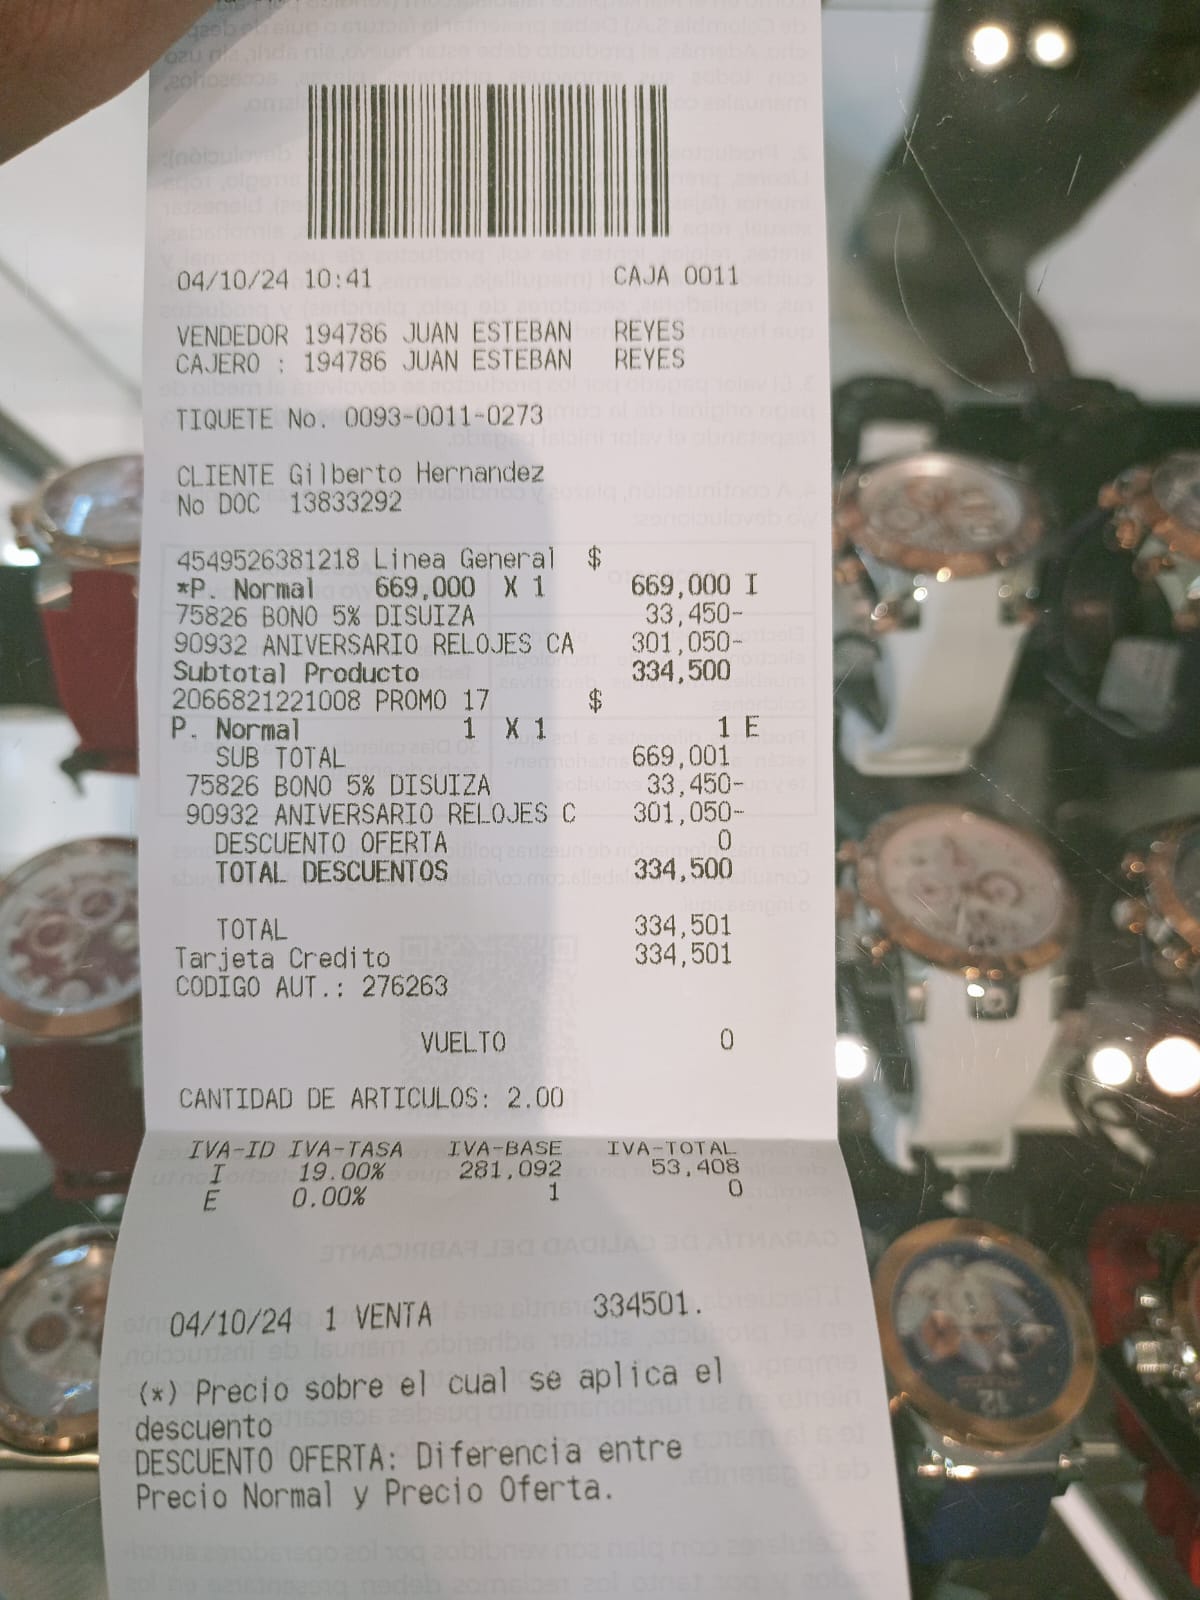 04/10/24 10:41 CAJA 0011
VENDEDOR 194786 JUAN ESTEBAN REYES
CAJERO : 194786 JUAN ESTEBAN REYES
TIQUETE No. 0093-0011-0273
CLIENTE Gilberto Hernandez
No DOC 13833292
4549526381218 Linea General $
*P. Normal 669,000 X 1 669,000 I
75826 BONO 5% DISUIZA 33,450-
90932 ANIVERSARIO RELOJES CA 301,050-
Subtotal Producto 334,500
2066821221008 PROMO 17 $
P. Normal 1 X 1 1 E
SUB TOTAL 669,001
75826 BONO 5% DISUIZA 33,450-
90932 ANIVERSARIO RELOJES C 301,050-
DESCUENTO OFERTA 0
TOTAL DESCUENTOS 334,500
TOTAL 334,501
Tarjeta Credito 334,501
CODIGO AUT.: 276263
VUELTO 0
CANTIDAD DE ARTICULOS: 2.00
IVA-ID IVA-TASA IVA-BASE IVA-TOTAL
I 19.00% 281,092 53,408
E 0.00% 1 0
04/10/24 1 VENTA 334501.
(*) Precio sobre el cual se aplica el
descuento
DESCUENTO OFERTA: Diferencia entre
Precio Normal y Precio Oferta.